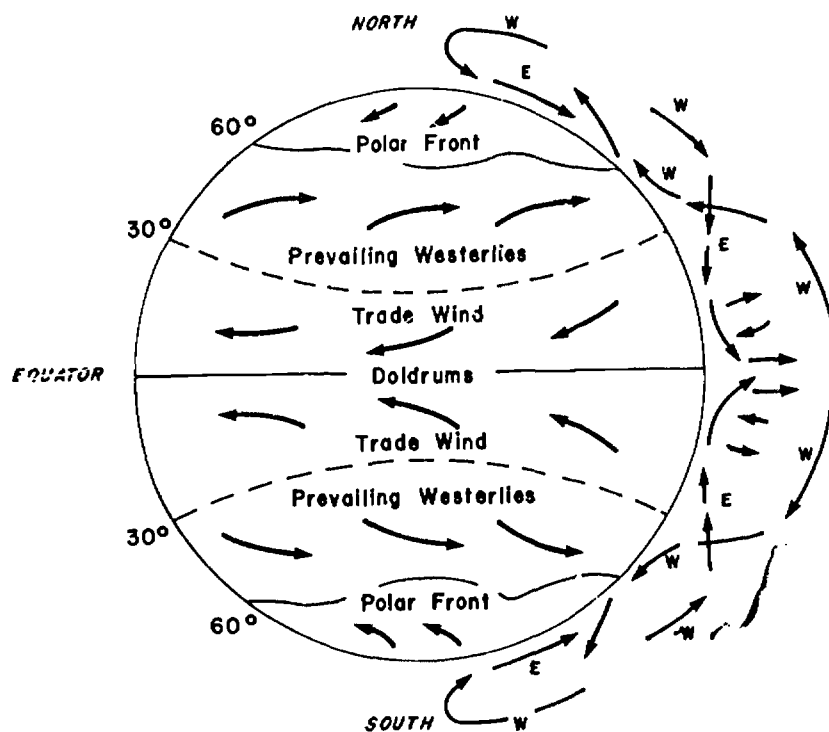 NORTH
W
E
W
60°
Polar Front
W
30°
Prevailing Westerlies
E
W
Trade Wind
EQUATOR
Doldrums
Trade Wind
W
Prevailing Westerlies
E
30°
W
Polar Front
60°
W
E
SOUTH
W